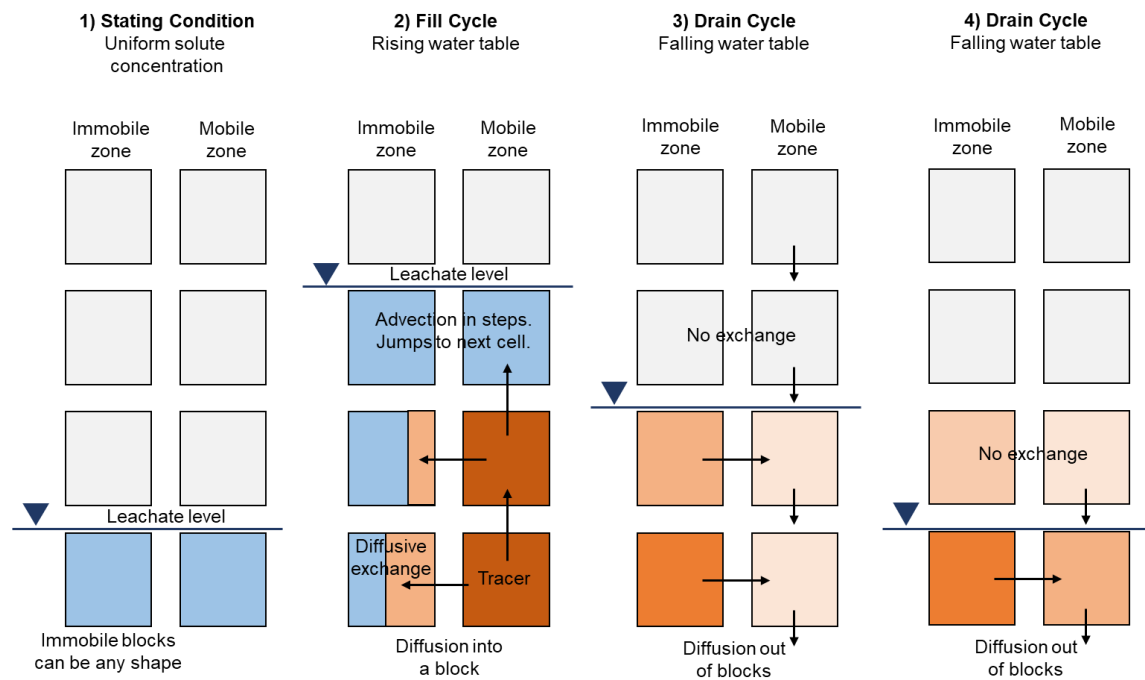 1) Stating Condition
Uniform solute
concentration
Immobile
zone
Mobile
zone
Leachate level
Immobile blocks
can be any shape
2) Fill Cycle
Rising water table
Immobile
zone
Mobile
zone
Leachate level
Advection in steps.
Jumps to next cell.
Diffusive
exchange
Tracer
Diffusion into
a block
3) Drain Cycle
Falling water table
Immobile
zone
Mobile
zone
No exchange
Diffusion out
of blocks
4) Drain Cycle
Falling water table
Immobile
zone
Mobile
zone
No exchange
Diffusion out
of blocks